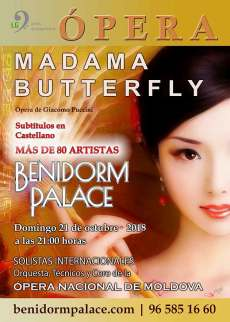 LG
ÓPERA
MADAMA
BUTTERFLY
Ópera de Giacomo Puccini
Subtítulos en
Castellano
MÁS DE 80 ARTISTAS
BENIDORM
PALACE
Domingo 21 de octubre - 2018
a las 21:00 horas
SOLISTAS INTERNACIONALES
Orquesta, Técnicos y Coro de la
ÓPERA NACIONAL DE MOLDOVA
benidormpalace.com | 96 585 16 60